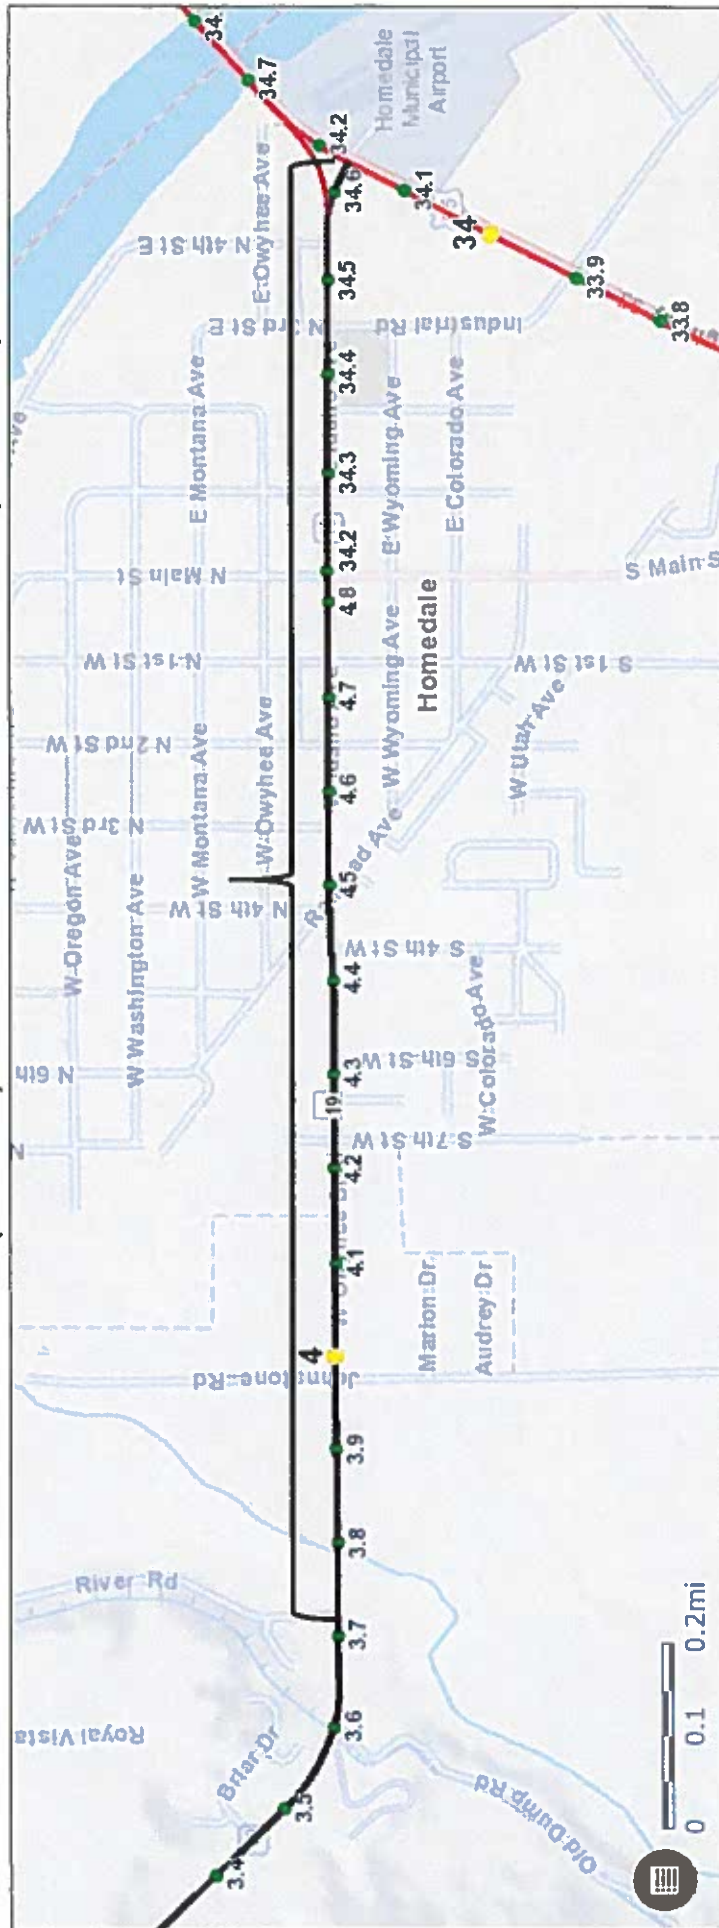 34.7
34.2
34.6
34.1
34
33.9
33.8
34.5
34.4
34.3
34.2
4.8
4.7
4.6
4.5
4.4
4.3
19
4.2
4.1
4
3.9
3.8
3.7
3.6
3.5
3.4
Homedale
Municipal
Airport
E Owyhee Ave
N 4th St E
N 3rd St E
Industrial Rd
E Montana Ave
E Wyoming Ave
E Colorado Ave
N Main St
S Main S
Homedale
N 1st St W
S 1st St W
N 2nd St W
W Montana Ave
W Owyhee Ave
W Wyoming Ave
W Utah Ave
N 3rd St W
W Oregon Ave
W Washington Ave
N 4th St W
S 4th St W
N 6th
S 6th St W
W Colorado Ave
S 7th St W
Marion Dr
Audrey Dr
Johnstone Rd
River Rd
Royal Vista
Briar Dr
Old Dump Rd
0 0.1 0.2mi